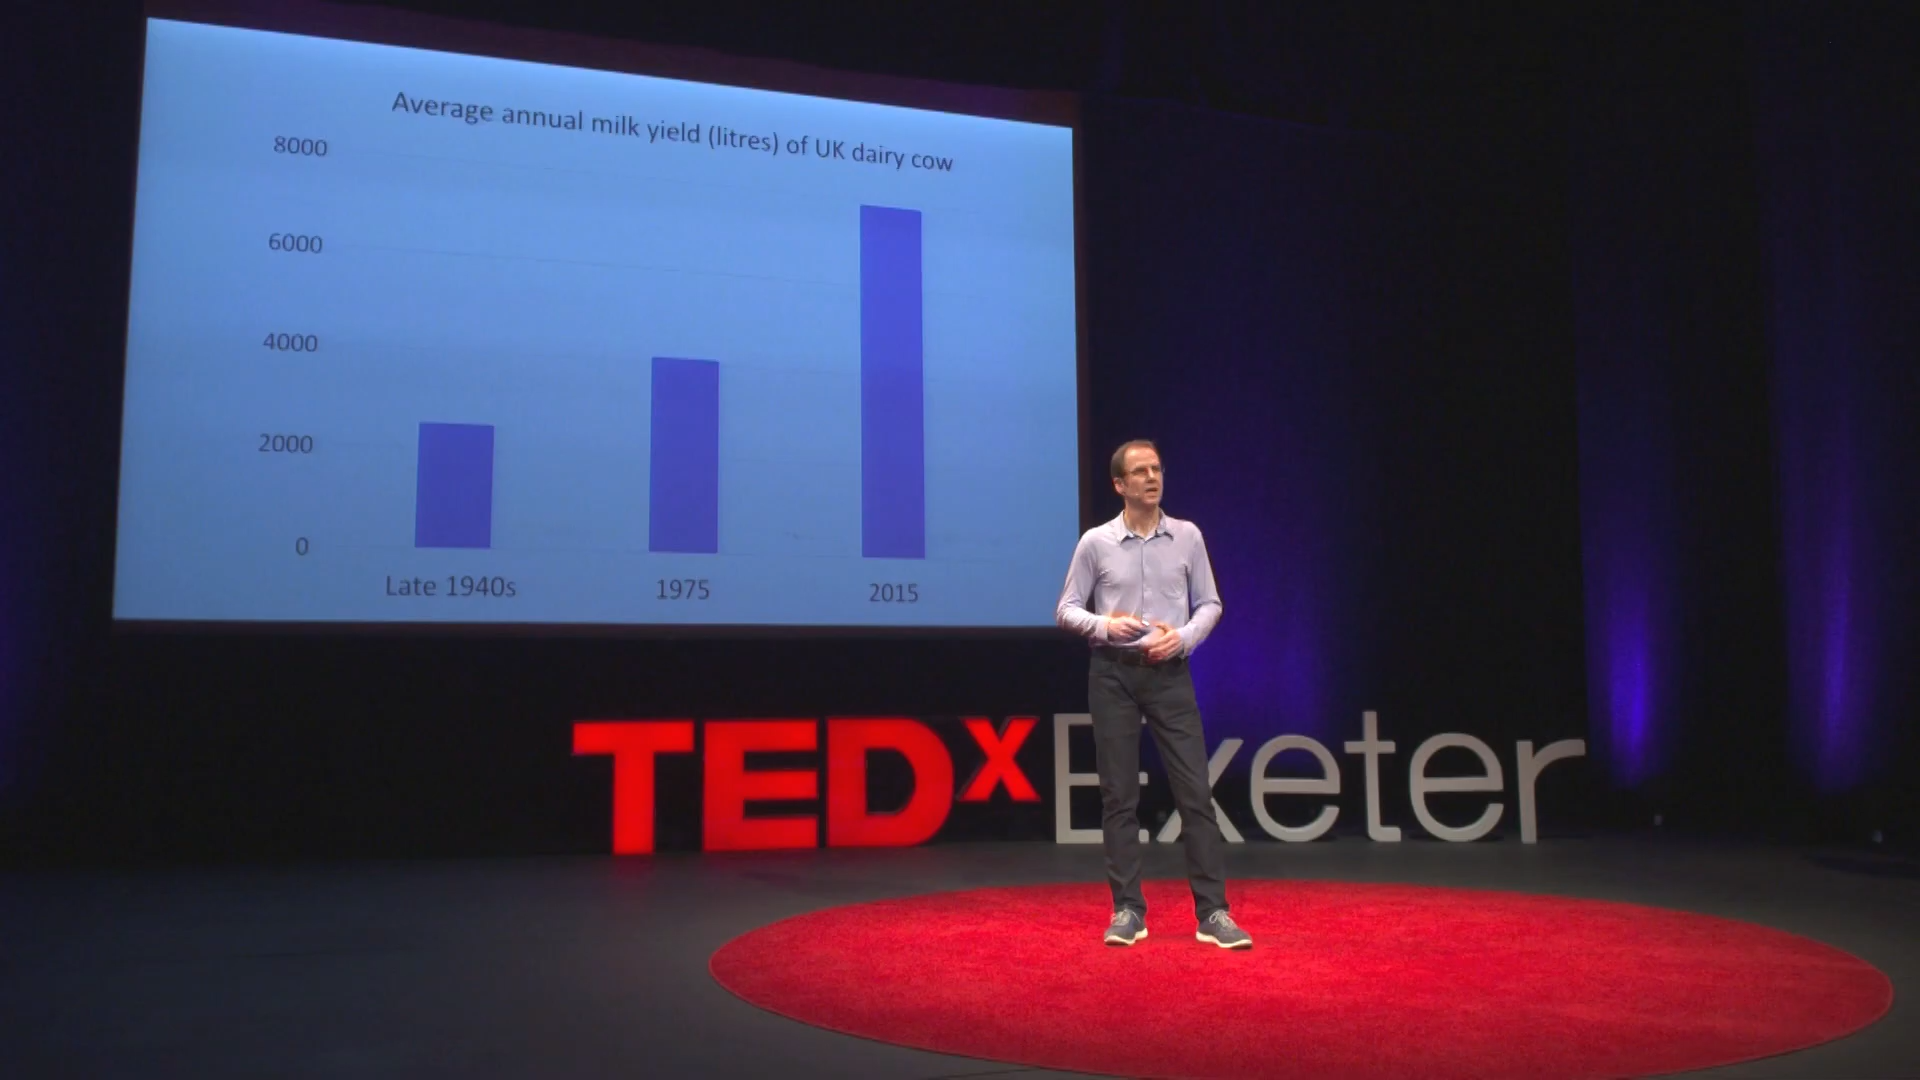 Average annual milk yield (litres) of UK dairy cow
8000
6000
4000
2000
0
Late 1940s 1975 2015
TEDx Exeter